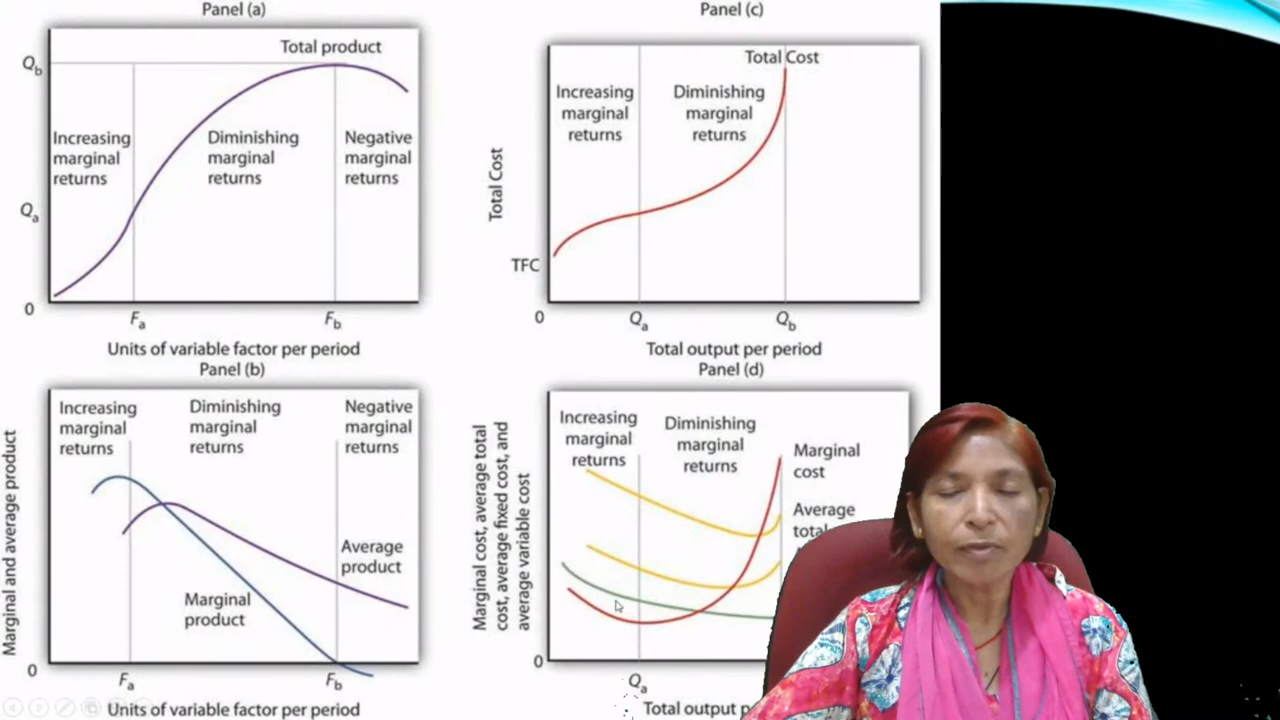 Panel (a)
Total product
Qb
Increasing
marginal
returns
Diminishing
marginal
returns
Negative
marginal
returns
Qa
0
Fa
Fb
Units of variable factor per period
Panel (c)
Total Cost
Increasing
marginal
returns
Diminishing
marginal
returns
Total Cost
TFC
0
Qa
Qb
Total output per period
Panel (b)
Marginal and average product
Increasing
marginal
returns
Diminishing
marginal
returns
Negative
marginal
returns
Average
product
Marginal
product
0
Fa
Fb
Units of variable factor per period
Panel (d)
Marginal cost, average total
cost, average fixed cost, and
average variable cost
Increasing
marginal
returns
Diminishing
marginal
returns
Marginal
cost
Average
total
0
Qa
Total output